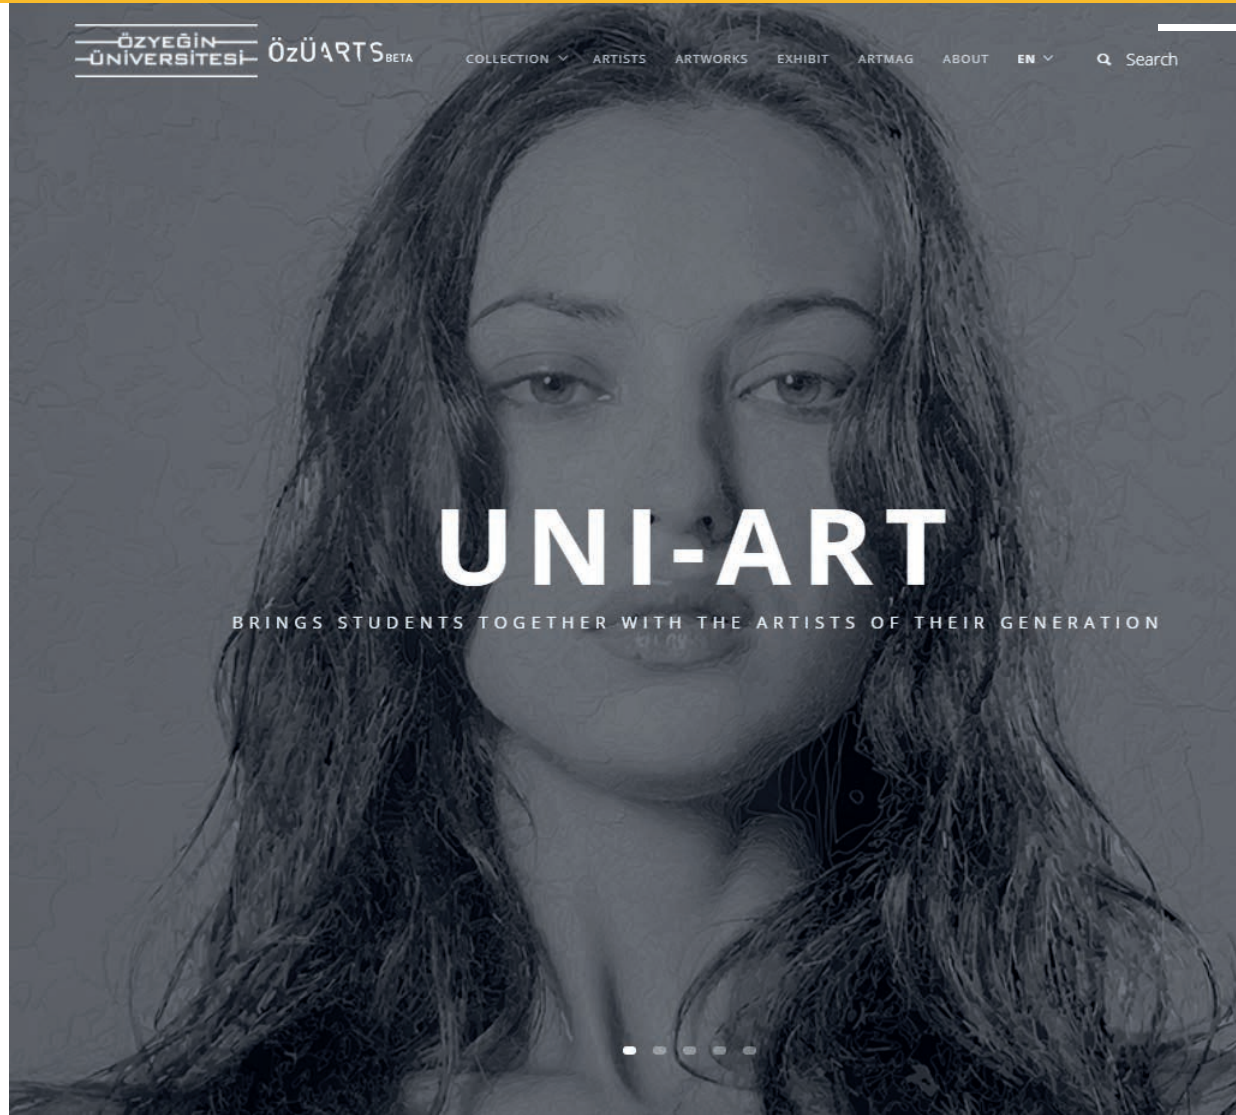 ÖZYEĞİN
ÜNİVERSİTESİ
ÖzÜARTS BETA
COLLECTION ARTISTS ARTWORKS EXHIBIT ARTMAG ABOUT EN Search
UNI-ART
BRINGS STUDENTS TOGETHER WITH THE ARTISTS OF THEIR GENERATION